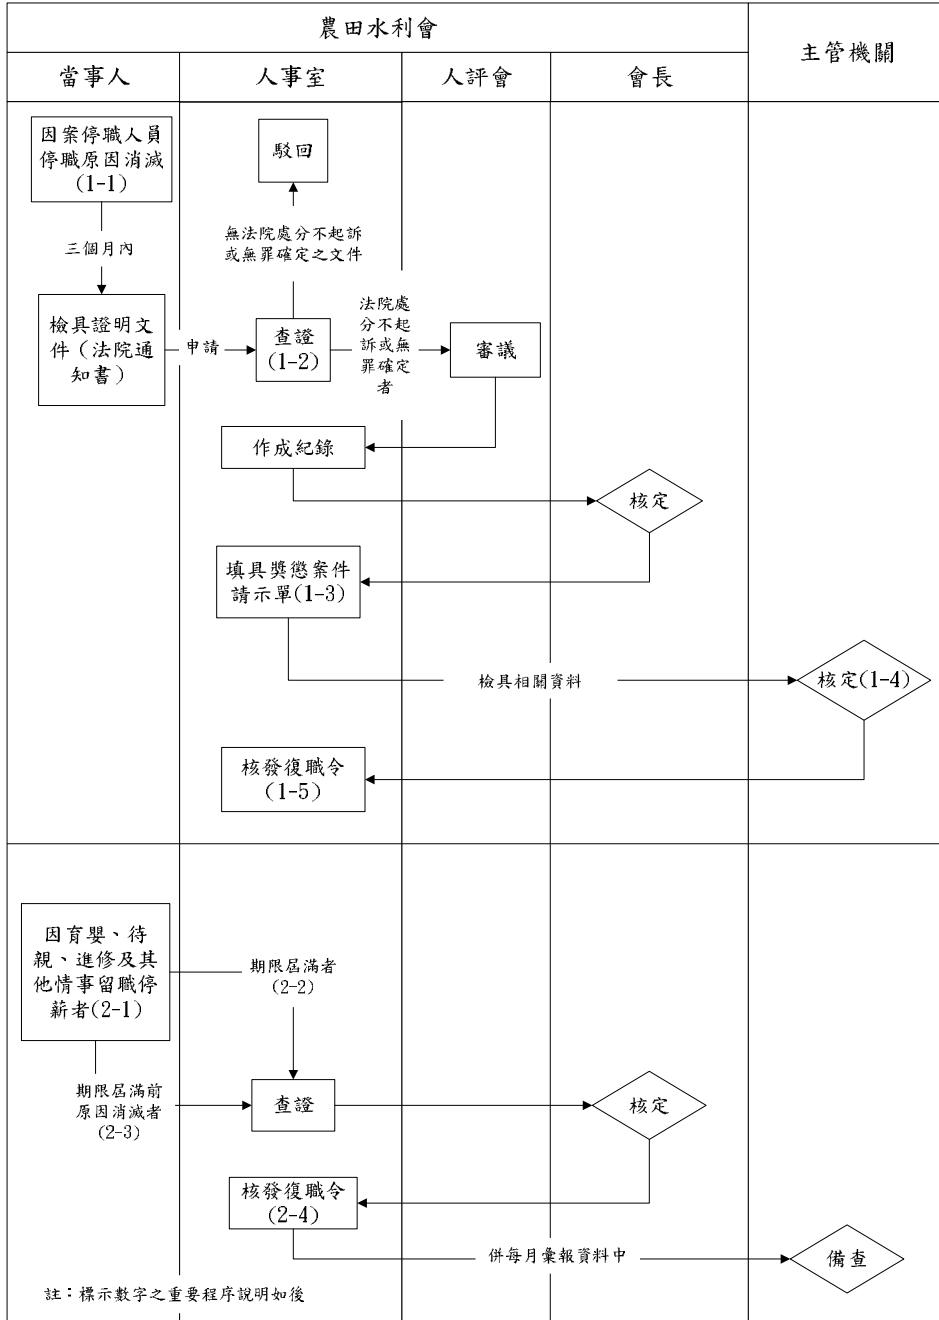 農田水利會
主管機關
當事人
人事室
人評會
會長
因案停職人員
停職原因消滅
(1-1)
駁回
三個月內
無法院處分不起訴
或無罪確定之文件
檢具證明文
件（法院通
知書）
申請
查證
(1-2)
法院處
分不起
訴或無
罪確定
者
審議
作成紀錄
核定
填具獎懲案件
請示單(1-3)
檢具相關資料
核定(1-4)
核發復職令
(1-5)
因育嬰、待
親、進修及其
他情事留職停
薪者(2-1)
期限屆滿者
(2-2)
期限屆滿前
原因消滅者
(2-3)
查證
核定
核發復職令
(2-4)
併每月彙報資料中
備查
註：標示數字之重要程序說明如後